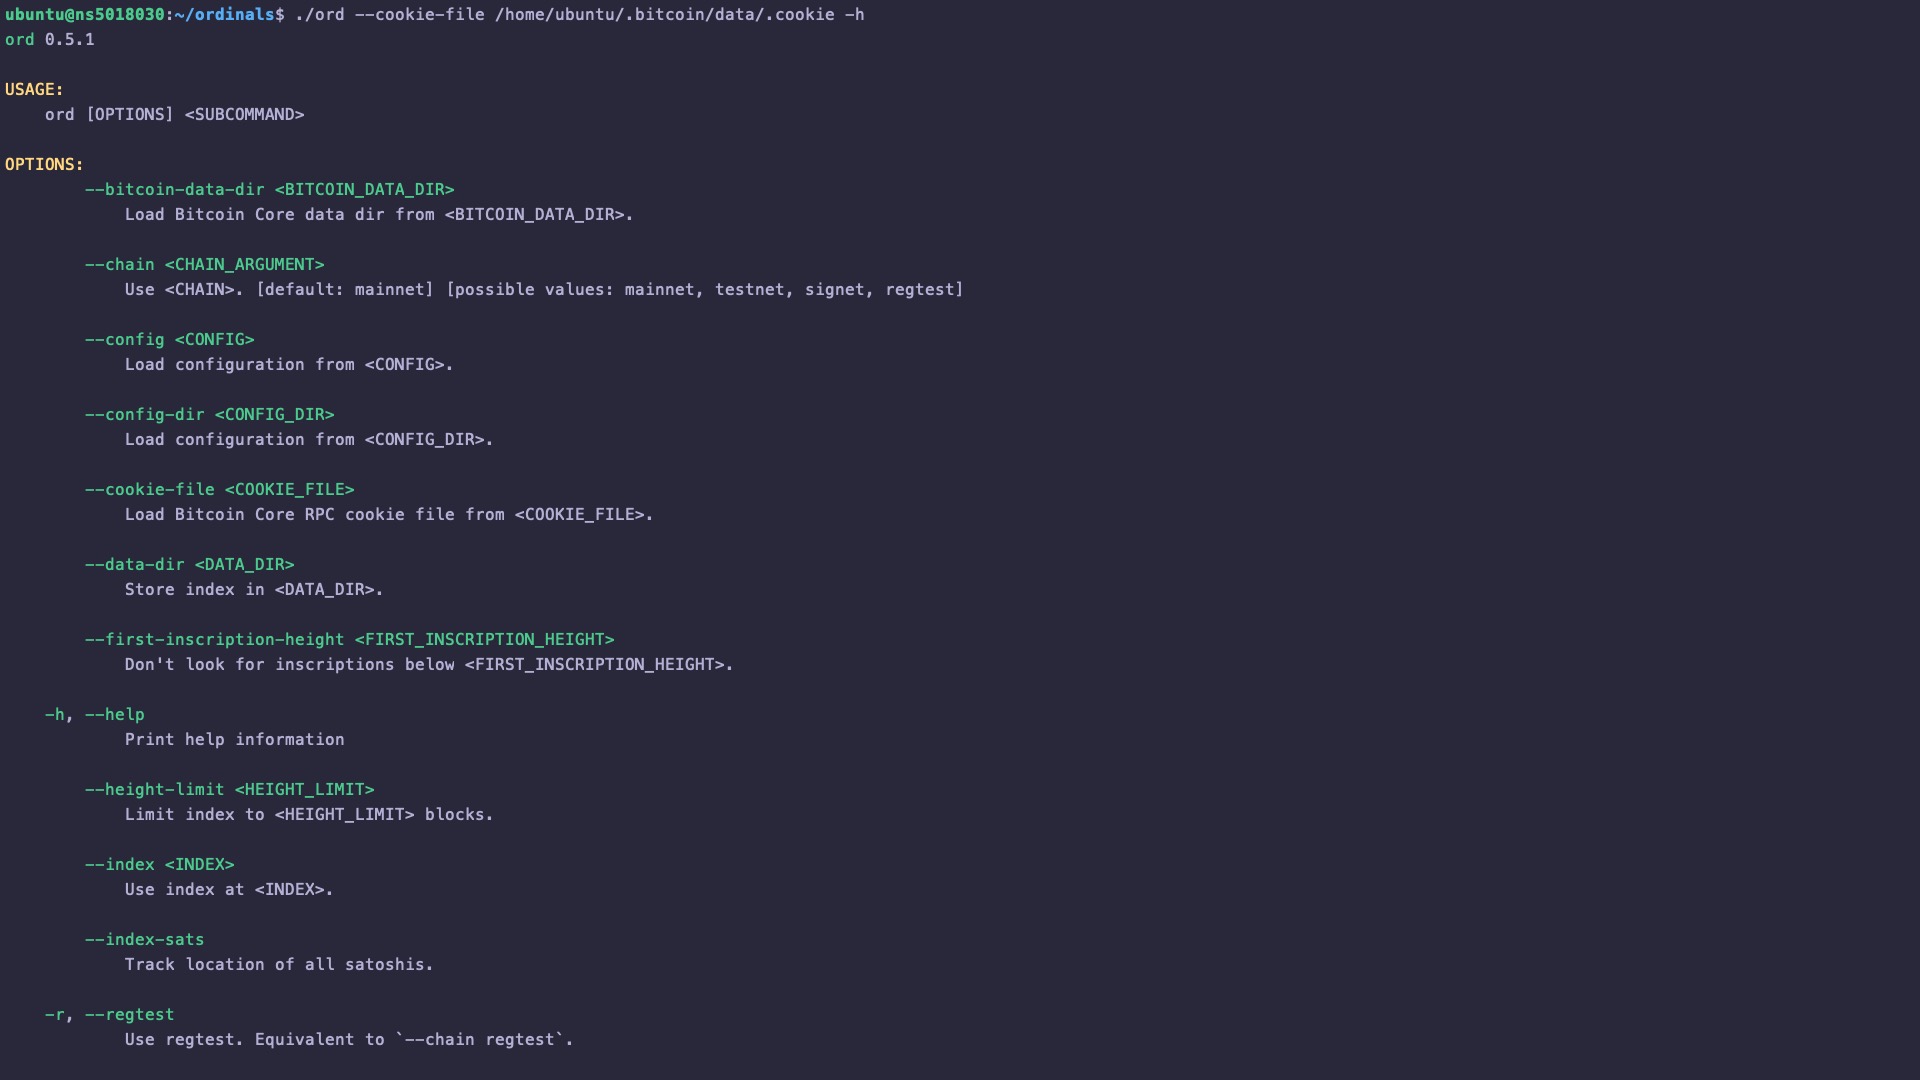 ubuntu@ns5018030:~/ordinals$ ./ord --cookie-file /home/ubuntu/.bitcoin/data/.cookie -h
ord 0.5.1
USAGE:
ord [OPTIONS] <SUBCOMMAND>
OPTIONS:
--bitcoin-data-dir <BITCOIN_DATA_DIR>
Load Bitcoin Core data dir from <BITCOIN_DATA_DIR>.
--chain <CHAIN_ARGUMENT>
Use <CHAIN>. [default: mainnet] [possible values: mainnet, testnet, signet, regtest]
--config <CONFIG>
Load configuration from <CONFIG>.
--config-dir <CONFIG_DIR>
Load configuration from <CONFIG_DIR>.
--cookie-file <COOKIE_FILE>
Load Bitcoin Core RPC cookie file from <COOKIE_FILE>.
--data-dir <DATA_DIR>
Store index in <DATA_DIR>.
--first-inscription-height <FIRST_INSCRIPTION_HEIGHT>
Don't look for inscriptions below <FIRST_INSCRIPTION_HEIGHT>.
-h, --help
Print help information
--height-limit <HEIGHT_LIMIT>
Limit index to <HEIGHT_LIMIT> blocks.
--index <INDEX>
Use index at <INDEX>.
--index-sats
Track location of all satoshis.
-r, --regtest
Use regtest. Equivalent to `--chain regtest`.